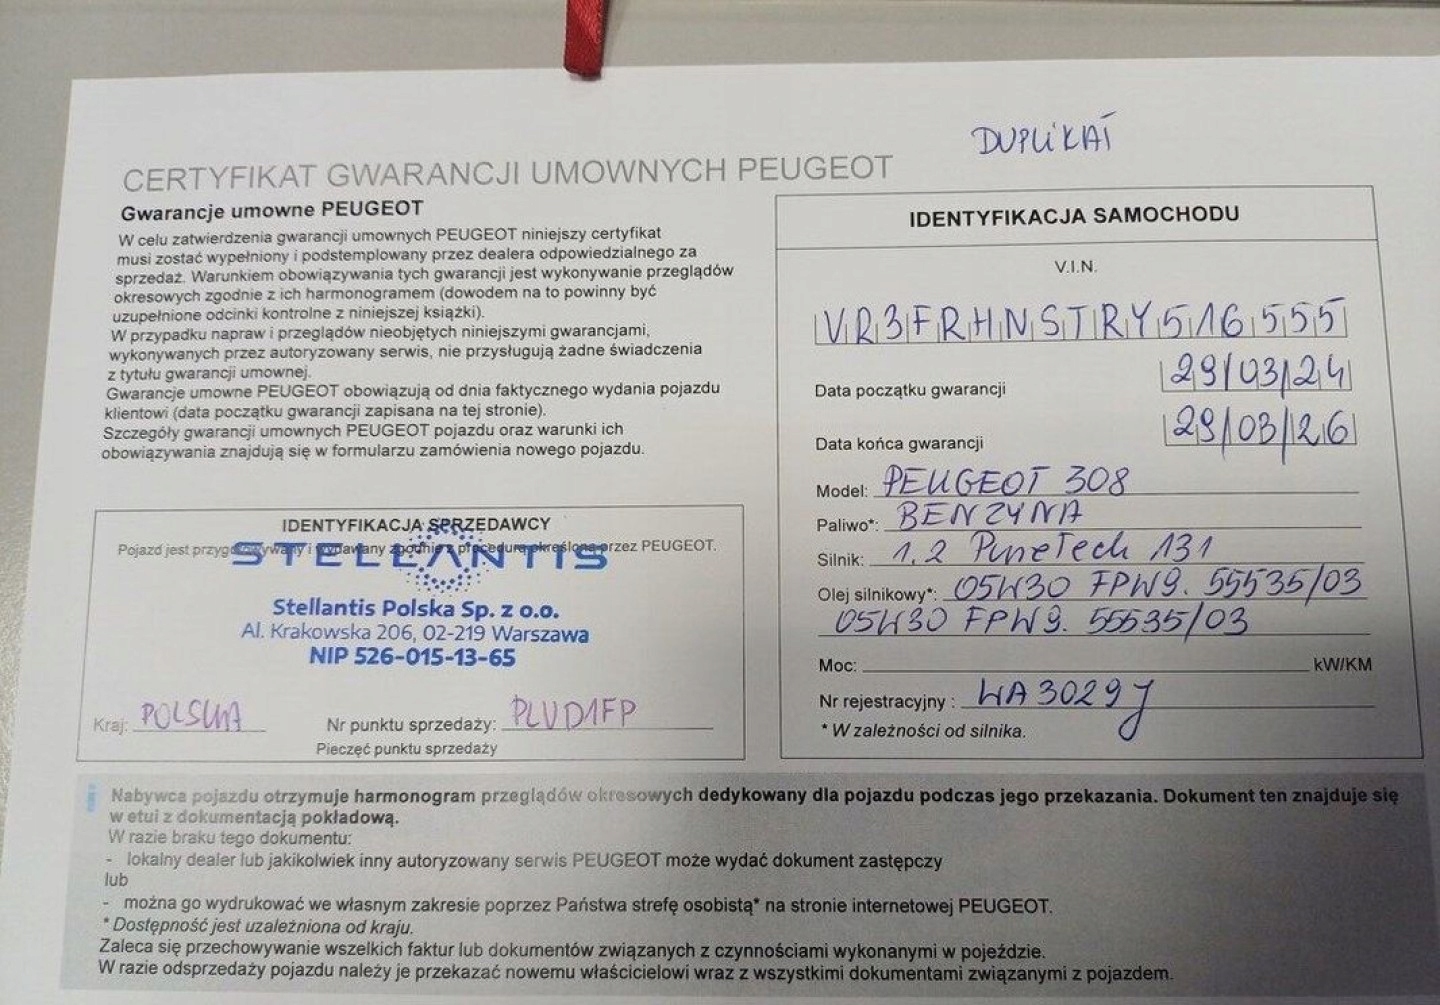 DUPLIKAT
CERTYFIKAT GWARANCJI UMOWNYCH PEUGEOT
Gwarancje umowne PEUGEOT
W celu zatwierdzenia gwarancji umownych PEUGEOT niniejszy certyfikat
musi zostać wypełniony i podstemplowany przez dealera odpowiedzialnego za
sprzedaż. Warunkiem obowiązywania tych gwarancji jest wykonywanie przeglądów
okresowych zgodnie z ich harmonogramem (dowodem na to powinny być
uzupełnione odcinki kontrolne z niniejszej książki).
W przypadku napraw i przeglądów nieobjętych niniejszymi gwarancjami,
wykonywanych przez autoryzowany serwis, nie przysługują żadne świadczenia
z tytułu gwarancji umownej.
Gwarancje umowne PEUGEOT obowiązują od dnia faktycznego wydania pojazdu
klientowi (data początku gwarancji zapisana na tej stronie).
Szczegóły gwarancji umownych PEUGEOT pojazdu oraz warunki ich
obowiązywania znajdują się w formularzu zamówienia nowego pojazdu.
IDENTYFIKACJA SPRZEDAWCY
Pojazd jest przygotowywany i wydawany zgodnie z procedurą określoną przez PEUGEOT.
STELLANTIS
Stellantis Polska Sp. z o.o.
Al. Krakowska 206, 02-219 Warszawa
NIP 526-015-13-65
Kraj: POLSKA Nr punktu sprzedaży: PLVD1FP
Pieczęć punktu sprzedaży
IDENTYFIKACJA SAMOCHODU
V.I.N.
VR3FRHNSTRY516555
Data początku gwarancji 29/03/24
Data końca gwarancji 29/03/26
Model: PEUGEOT 308
Paliwo*: BENZYNA
Silnik: 1.2 PureTech 131
Olej silnikowy*: 05W30 FPW9. 55535/03
05W30 FPW9. 55535/03
Moc: kW/KM
Nr rejestracyjny : WA3029J
* W zależności od silnika.
Nabywca pojazdu otrzymuje harmonogram przeglądów okresowych dedykowany dla pojazdu podczas jego przekazania. Dokument ten znajduje się
w etui z dokumentacją pokładową.
W razie braku tego dokumentu:
- lokalny dealer lub jakikolwiek inny autoryzowany serwis PEUGEOT może wydać dokument zastępczy
lub
- można go wydrukować we własnym zakresie poprzez Państwa strefę osobistą* na stronie internetowej PEUGEOT.
* Dostępność jest uzależniona od kraju.
Zaleca się przechowywanie wszelkich faktur lub dokumentów związanych z czynnościami wykonanymi w pojeździe.
W razie odsprzedaży pojazdu należy je przekazać nowemu właścicielowi wraz z wszystkimi dokumentami związanymi z pojazdem.